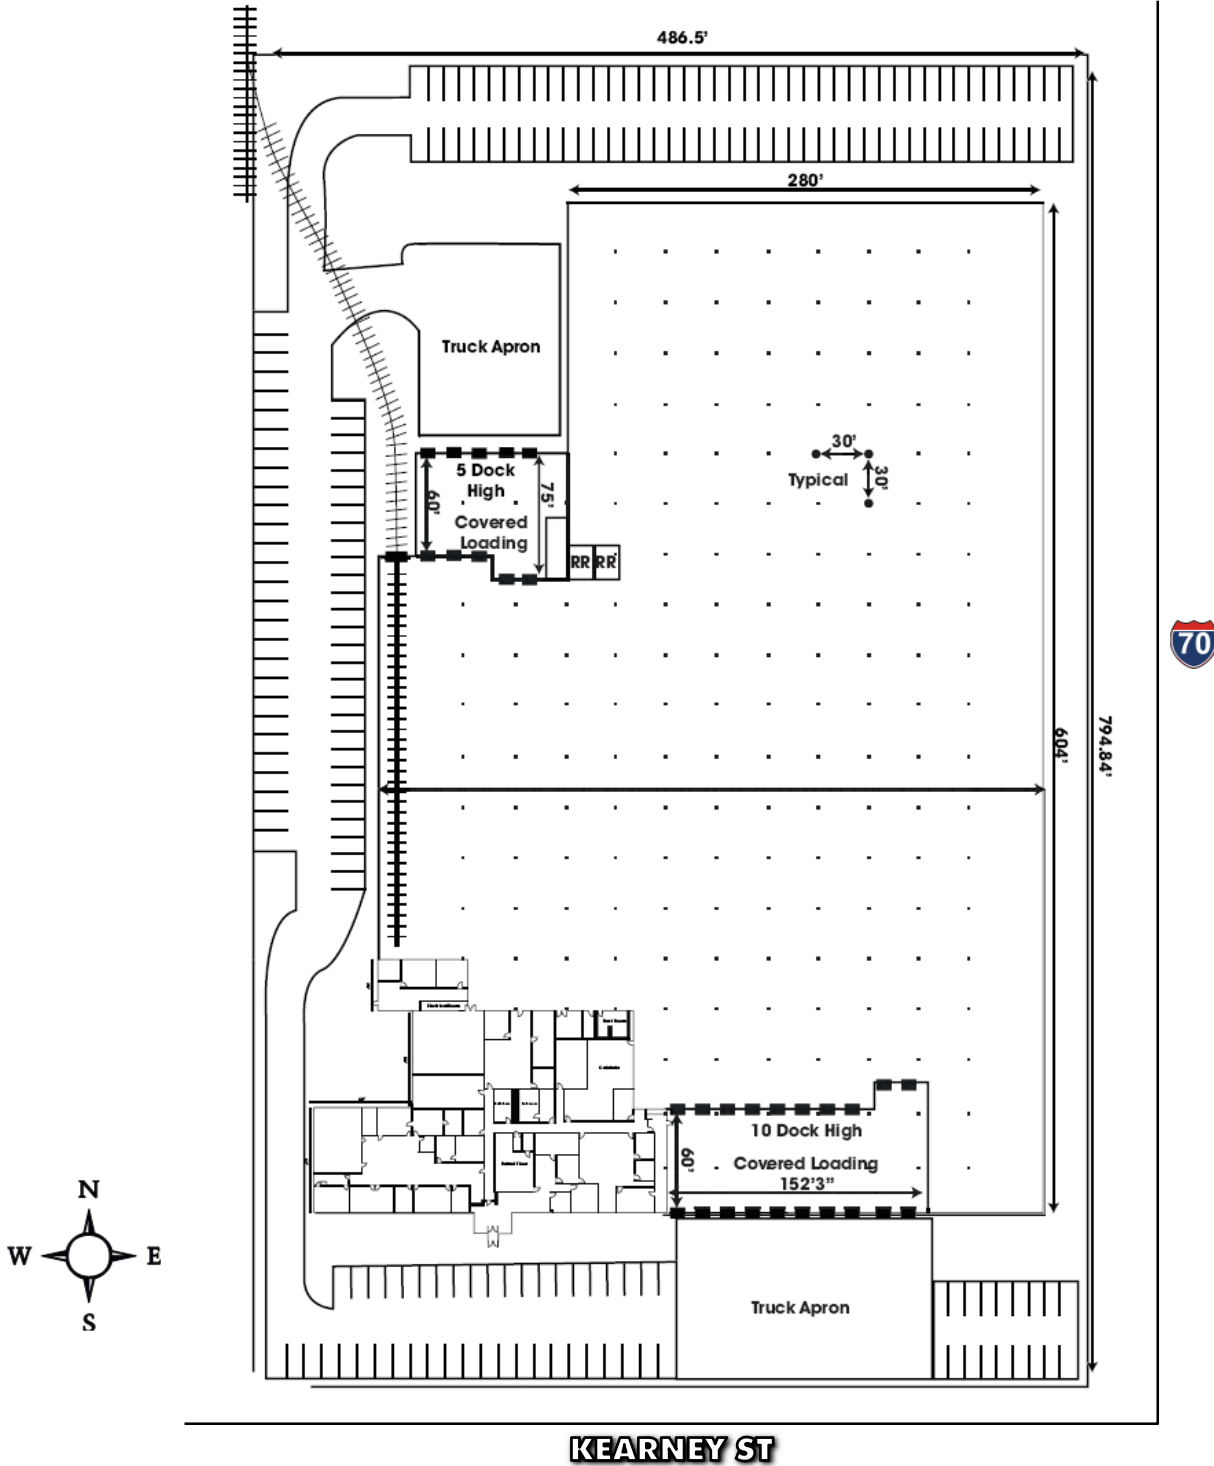 486.5'
280'
Truck Apron
30'
Typical
30'
5 Dock
High
60'
75'
Covered
Loading
RR
RR
70
604'
794.84'
10 Dock High
60'
Covered Loading
152'3"
N
W
E
S
Truck Apron
KEARNEY ST